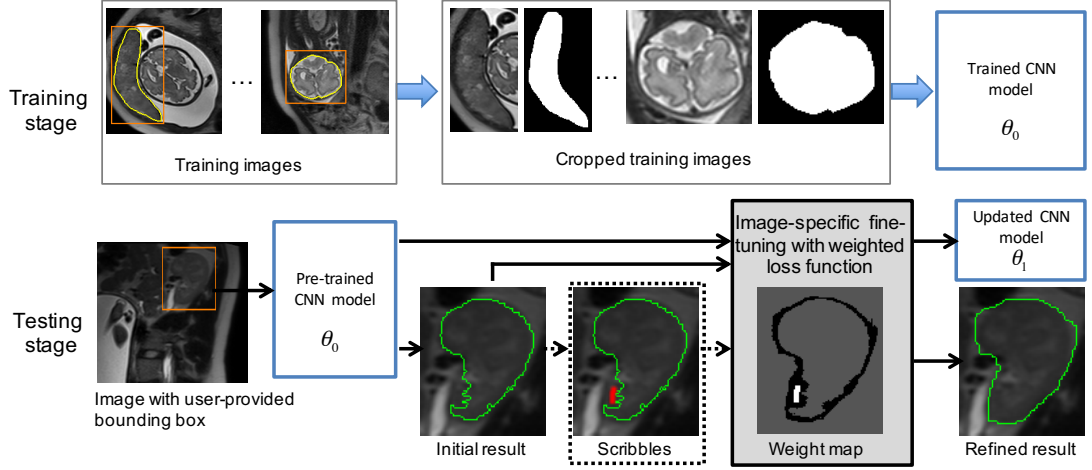 Training
stage
...
...
Training images
Cropped training images
Trained CNN
model
θ0
Testing
stage
Image with user-provided
bounding box
Pre-trained
CNN model
θ0
Initial result
Scribbles
Image-specific fine-
tuning with weighted
loss function
Weight map
Updated CNN
model
θ1
Refined result